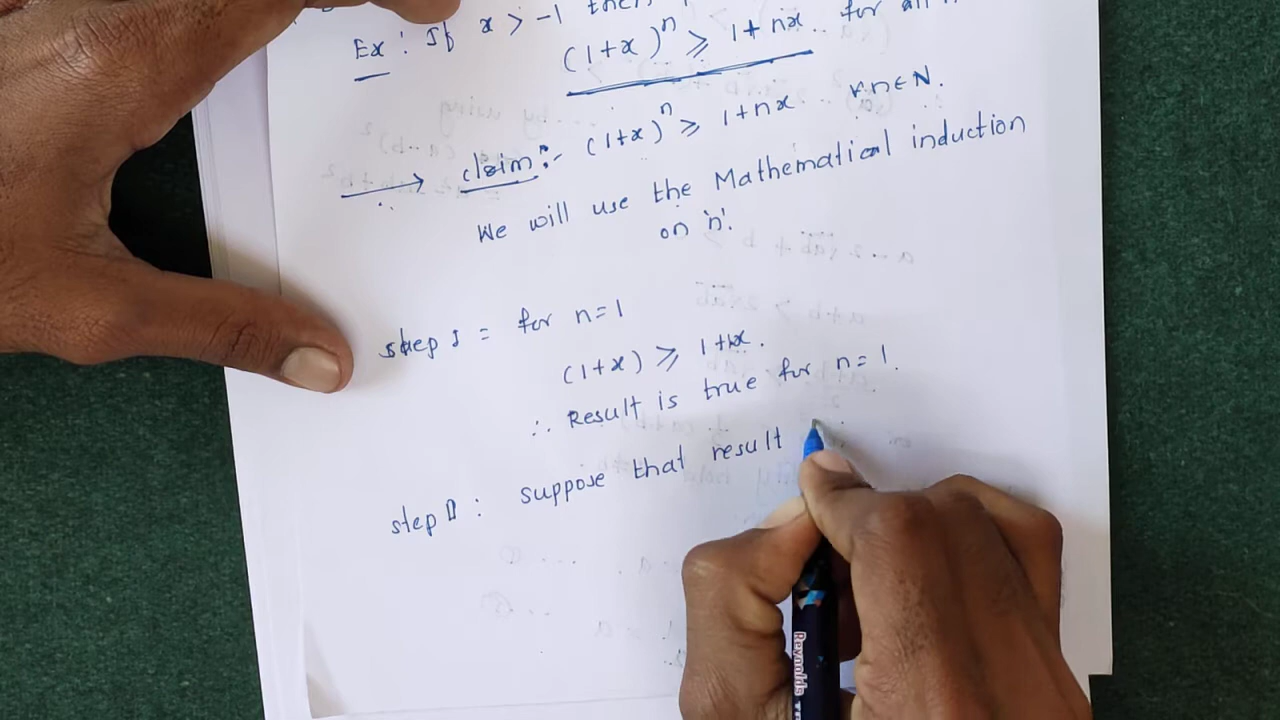 Ex : If x > -1 then
(1+x)^n ⩾ 1+nx for all n
claim :- (1+x)^n ⩾ 1+nx ∀ n∈N.
We will use the Mathematical induction
on 'n'.
step I = for n=1
(1+x) ⩾ 1+x.
∴ Result is true for n=1.
step II : suppose that result
Reynolds